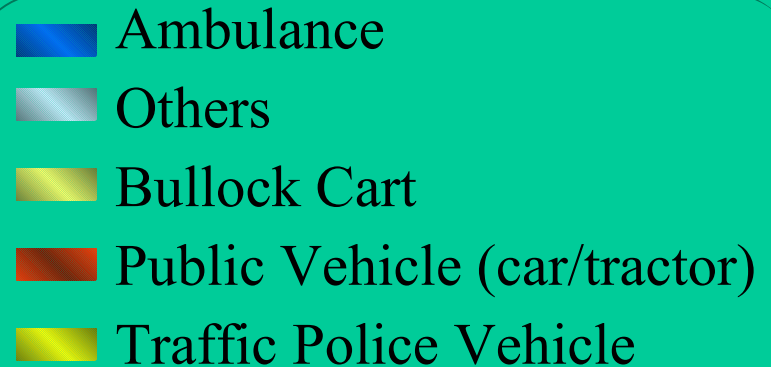 Ambulance
Others
Bullock Cart
Public Vehicle (car/tractor)
Traffic Police Vehicle